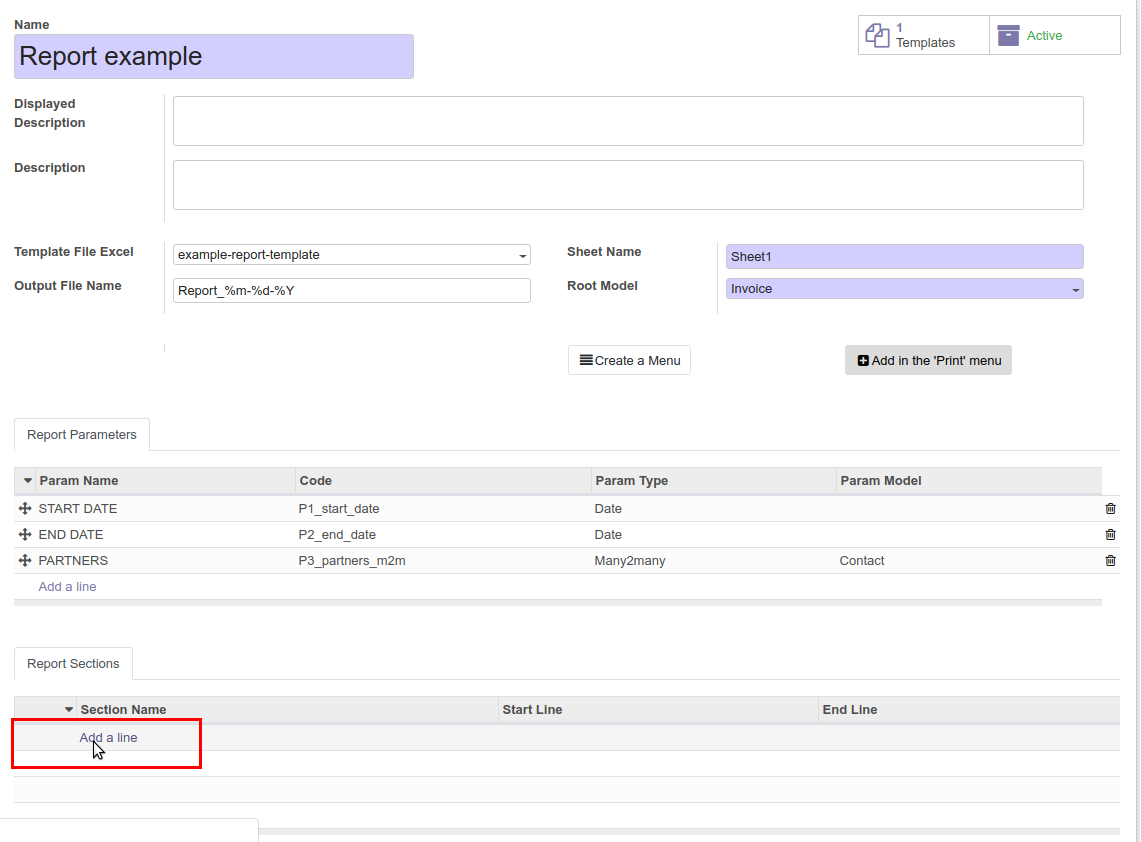 Name
Report example
1
Templates
Active
Displayed
Description
Description
Template File Excel
example-report-template
Sheet Name
Sheet1
Output File Name
Report_%m-%d-%Y
Root Model
Invoice
Create a Menu
Add in the 'Print' menu
Report Parameters
Param Name Code Param Type Param Model
START DATE P1_start_date Date
END DATE P2_end_date Date
PARTNERS P3_partners_m2m Many2many Contact
Add a line
Report Sections
Section Name Start Line End Line
Add a line